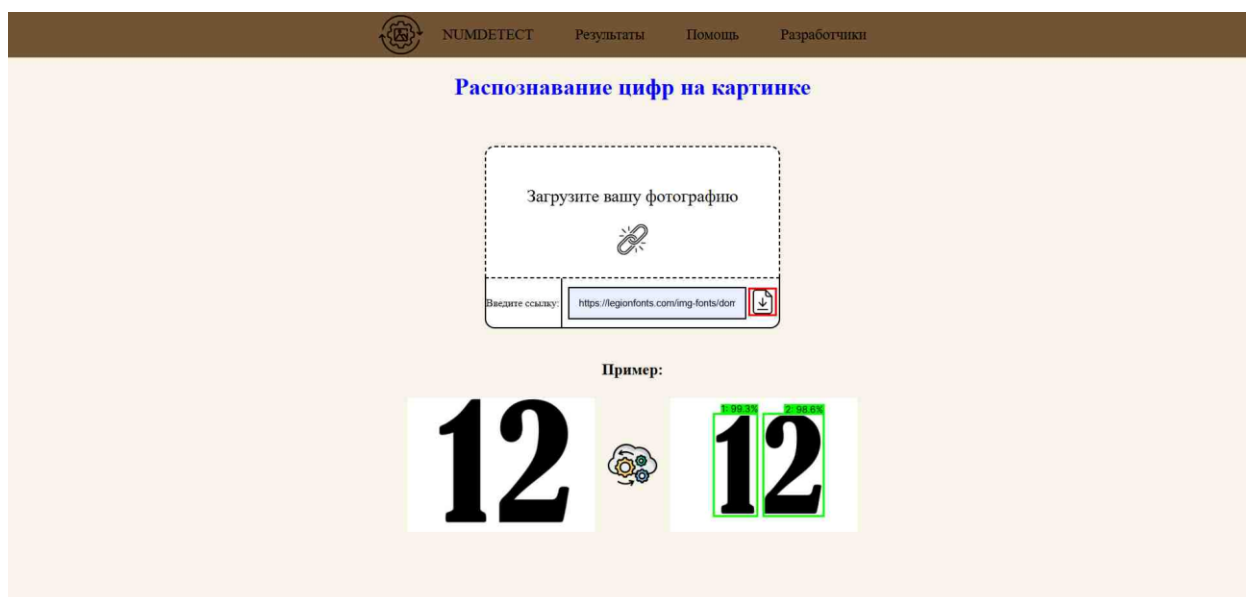 NUMDETECT Результаты Помощь Разработчики
Распознавание цифр на картинке
Загрузите вашу фотографию
Введите ссылку: https://legionfonts.com/img-fonts/dom
Пример:
12
1: 99.3% 2: 98.6%
12